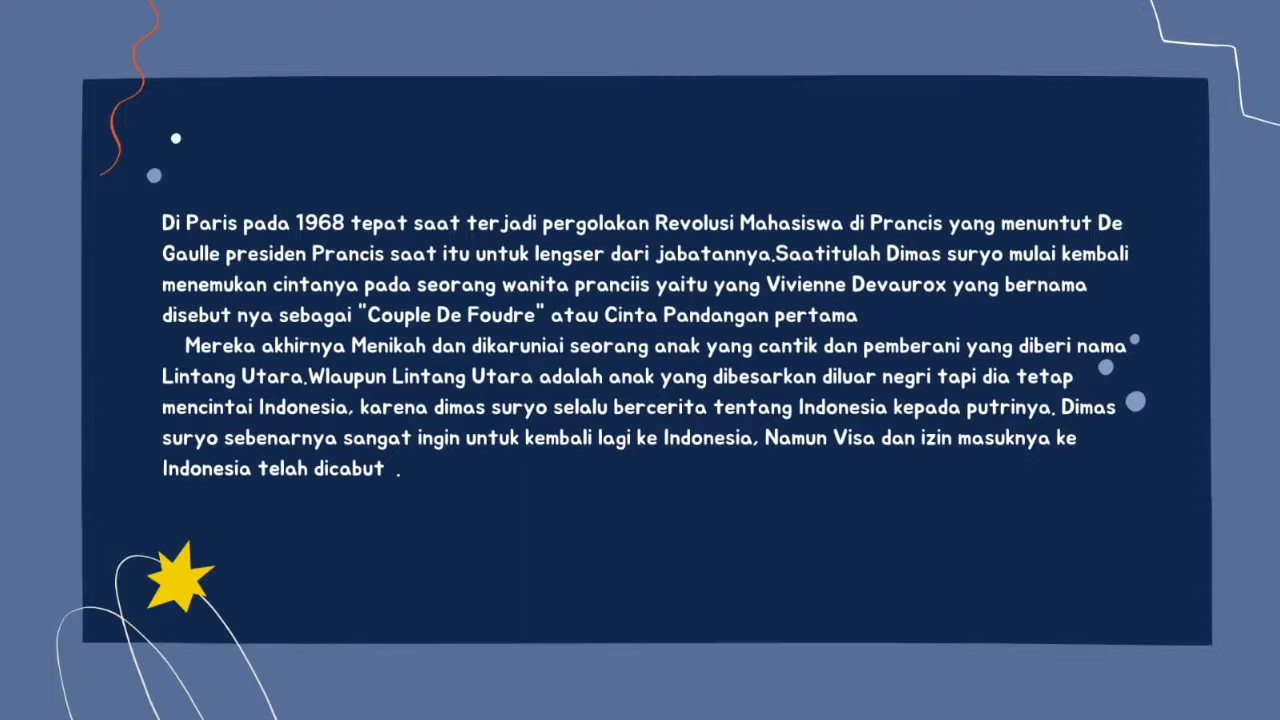 Di Paris pada 1968 tepat saat terjadi pergolakan Revolusi Mahasiswa di Prancis yang menuntut De
Gaulle presiden Prancis saat itu untuk lengser dari jabatannya.Saatitulah Dimas suryo mulai kembali
menemukan cintanya pada seorang wanita pranciis yaitu yang Vivienne Devaurox yang bernama
disebut nya sebagai "Couple De Foudre" atau Cinta Pandangan pertama
Mereka akhirnya Menikah dan dikaruniai seorang anak yang cantik dan pemberani yang diberi nama
Lintang Utara.Wlaupun Lintang Utara adalah anak yang dibesarkan diluar negri tapi dia tetap
mencintai Indonesia, karena dimas suryo selalu bercerita tentang Indonesia kepada putrinya. Dimas
suryo sebenarnya sangat ingin untuk kembali lagi ke Indonesia, Namun Visa dan izin masuknya ke
Indonesia telah dicabut .